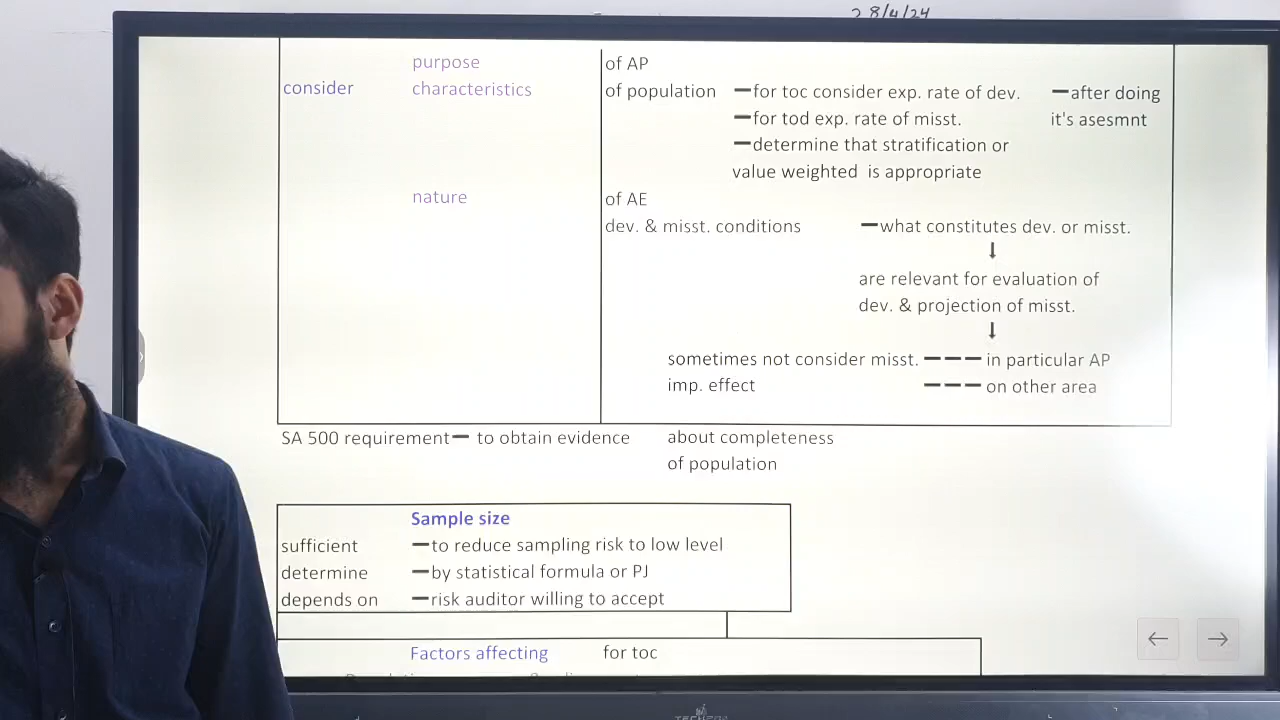 28/4/24
purpose of AP
consider characteristics of population —for toc consider exp. rate of dev. —after doing
—for tod exp. rate of misst. it's asesmnt
—determine that stratification or
value weighted is appropriate
nature of AE
dev. & misst. conditions —what constitutes dev. or misst.
are relevant for evaluation of
dev. & projection of misst.
sometimes not consider misst. — — — in particular AP
imp. effect — — — on other area
SA 500 requirement— to obtain evidence about completeness
of population
Sample size
sufficient —to reduce sampling risk to low level
determine —by statistical formula or PJ
depends on —risk auditor willing to accept
Factors affecting for toc